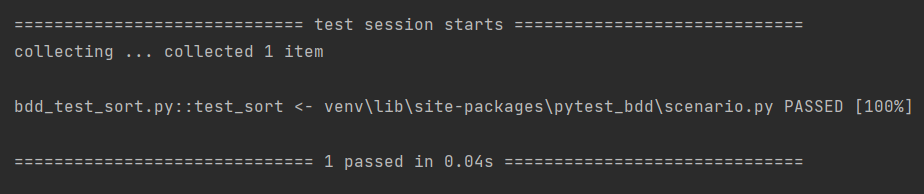 ============================= test session starts =============================
collecting ... collected 1 item
bdd_test_sort.py::test_sort <- venv\lib\site-packages\pytest_bdd\scenario.py PASSED [100%]
============================== 1 passed in 0.04s ==============================